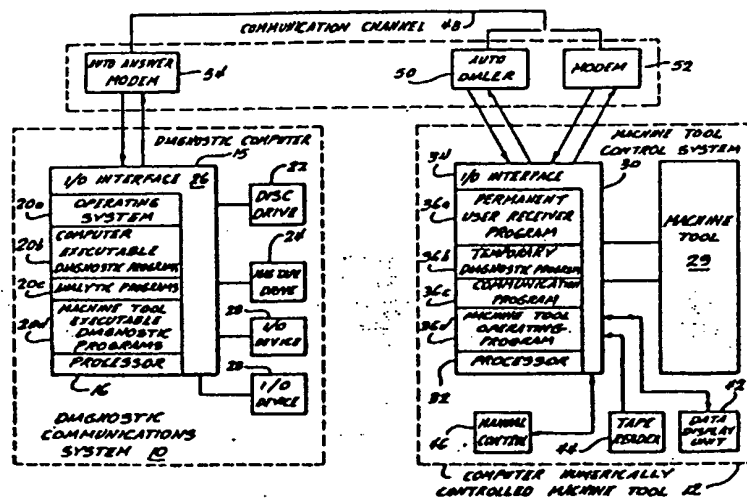 COMMUNICATION CHANNEL 48
AUTO ANSWER
MODEM
54
50
AUTO
DIALER
MODEM
52
DIAGNOSTIC COMPUTER
15
I/O INTERFACE 26
20a
OPERATING
SYSTEM
20b
COMPUTER
EXECUTABLE
DIAGNOSTIC PROGRAMS
20c
ANALYTIC PROGRAMS
20d
MACHINE TOOL
EXECUTABLE
DIAGNOSTIC
PROGRAMS
PROCESSOR
16
22
DISC
DRIVE
24
DRIVE
28
I/O
DEVICE
28
I/O
DEVICE
DIAGNOSTIC
COMMUNICATIONS
SYSTEM 10
MACHINE TOOL
CONTROL SYSTEM
34
30
I/O INTERFACE
36a
PERMANENT
USER RECEIVER
PROGRAM
36b
TEMPORARY
DIAGNOSTIC PROGRAM
36c
COMMUNICATION
PROGRAM
36d
MACHINE TOOL
OPERATING
PROGRAM
PROCESSOR
32
MACHINE
TOOL
29
46
MANUAL
CONTROL
44
TAPE
READER
DATA
DISPLAY
UNIT
42
COMPUTER NUMERICALLY
CONTROLLED MACHINE TOOL 12